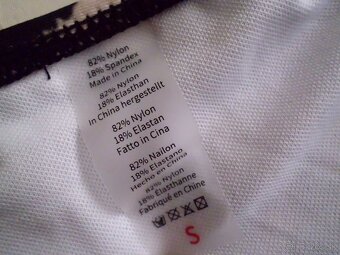 82% Nylon
18% Spandex
Made in China
82% Nylon
18% Elasthan
in China hergestellt
82% Nylon
18% Elastan
Fatto in Cina
82% Nailon
18% Elastano
Hecho en China
82% Nylon
18% Elasthanne
Fabriqué en Chine
S